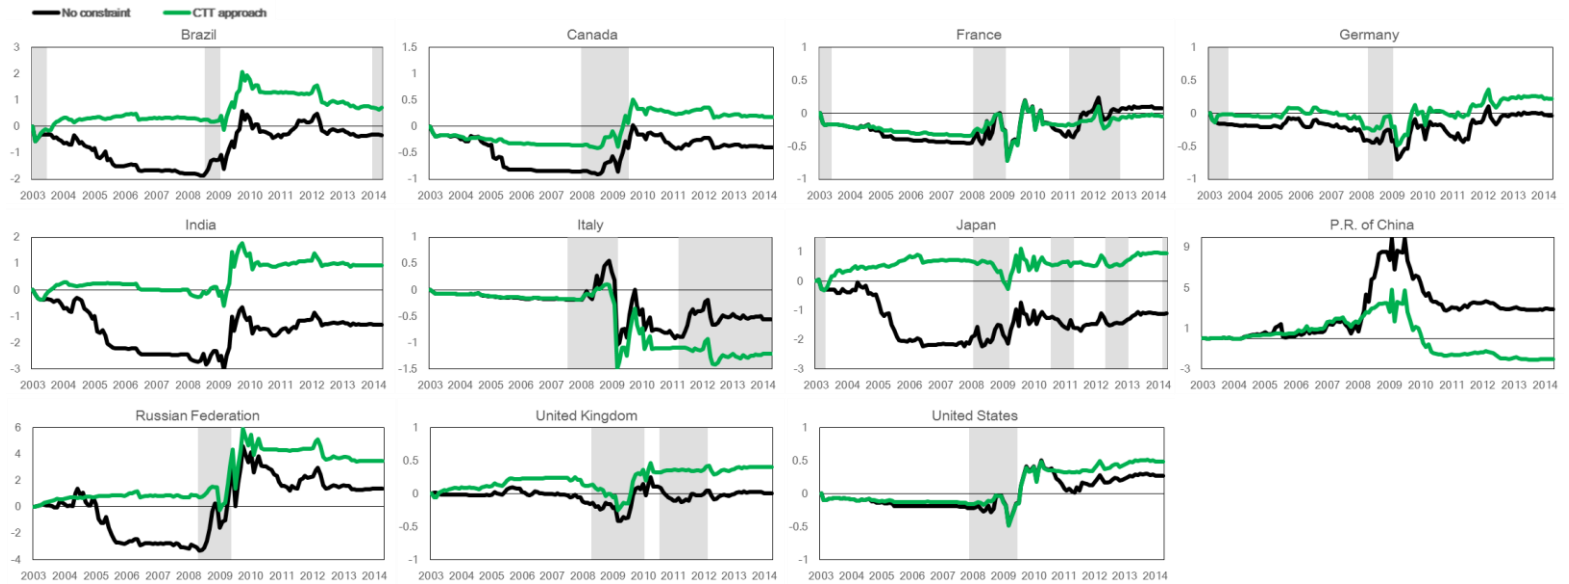 No constraint CTT approach
Brazil Canada France Germany
3 1.5 1 1
2 1 0.5 0.5
1 0.5 0 0
0 0 -0.5 -0.5
-1 -0.5 -1 -1
-2 -1
2003 2004 2005 2006 2007 2008 2009 2010 2011 2012 2013 2014 2003 2004 2005 2006 2007 2008 2009 2010 2011 2012 2013 2014 2003 2004 2005 2006 2007 2008 2009 2010 2011 2012 2013 2014 2003 2004 2005 2006 2007 2008 2009 2010 2011 2012 2013 2014
India Italy Japan P.R. of China
2 1 1 9
1 0.5 0 5
0 0 -1 1
-1 -0.5 -2 -3
-2 -1 -3
-3 -1.5
2003 2004 2005 2006 2007 2008 2009 2010 2011 2012 2013 2014 2003 2004 2005 2006 2007 2008 2009 2010 2011 2012 2013 2014 2003 2004 2005 2006 2007 2008 2009 2010 2011 2012 2013 2014 2003 2004 2005 2006 2007 2008 2009 2010 2011 2012 2013 2014
Russian Federation United Kingdom United States
6 1 1
4 0.5 0.5
2 0 0
0 -0.5 -0.5
-2 -1 -1
-4
2003 2004 2005 2006 2007 2008 2009 2010 2011 2012 2013 2014 2003 2004 2005 2006 2007 2008 2009 2010 2011 2012 2013 2014 2003 2004 2005 2006 2007 2008 2009 2010 2011 2012 2013 2014